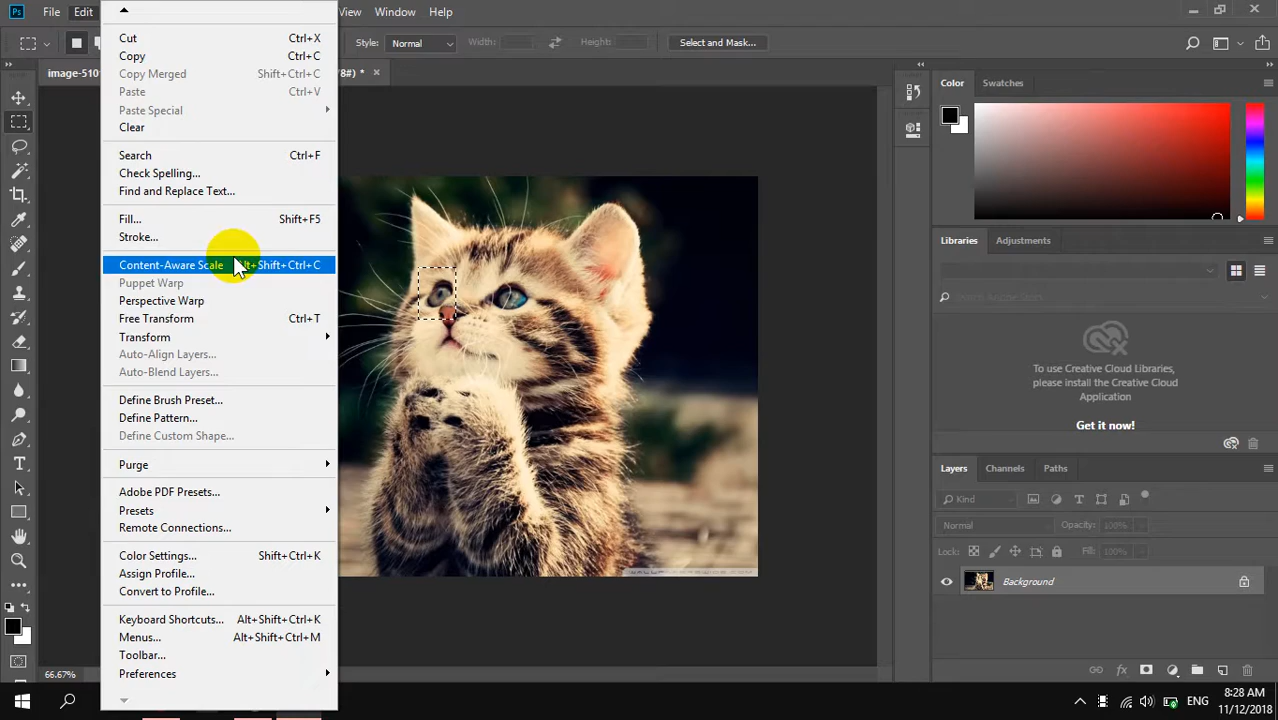 Ps File Edit View Window Help
Style: Normal Width: Height: Select and Mask...
image-510 78#) * ×
Cut Ctrl+X
Copy Ctrl+C
Copy Merged Shift+Ctrl+C
Paste Ctrl+V
Paste Special
Clear
Search Ctrl+F
Check Spelling...
Find and Replace Text...
Fill... Shift+F5
Stroke...
Content-Aware Scale Alt+Shift+Ctrl+C
Puppet Warp
Perspective Warp
Free Transform Ctrl+T
Transform
Auto-Align Layers...
Auto-Blend Layers...
Define Brush Preset...
Define Pattern...
Define Custom Shape...
Purge
Adobe PDF Presets...
Presets
Remote Connections...
Color Settings... Shift+Ctrl+K
Assign Profile...
Convert to Profile...
Keyboard Shortcuts... Alt+Shift+Ctrl+K
Menus... Alt+Shift+Ctrl+M
Toolbar...
Preferences
Color Swatches
Libraries Adjustments
Search Adobe Stock
To use Creative Cloud Libraries,
please install the Creative Cloud
Application
Get it now!
Layers Channels Paths
Kind
Normal Opacity: 100%
Lock: Fill: 100%
Background
66.67%
ENG
8:28 AM
11/12/2018